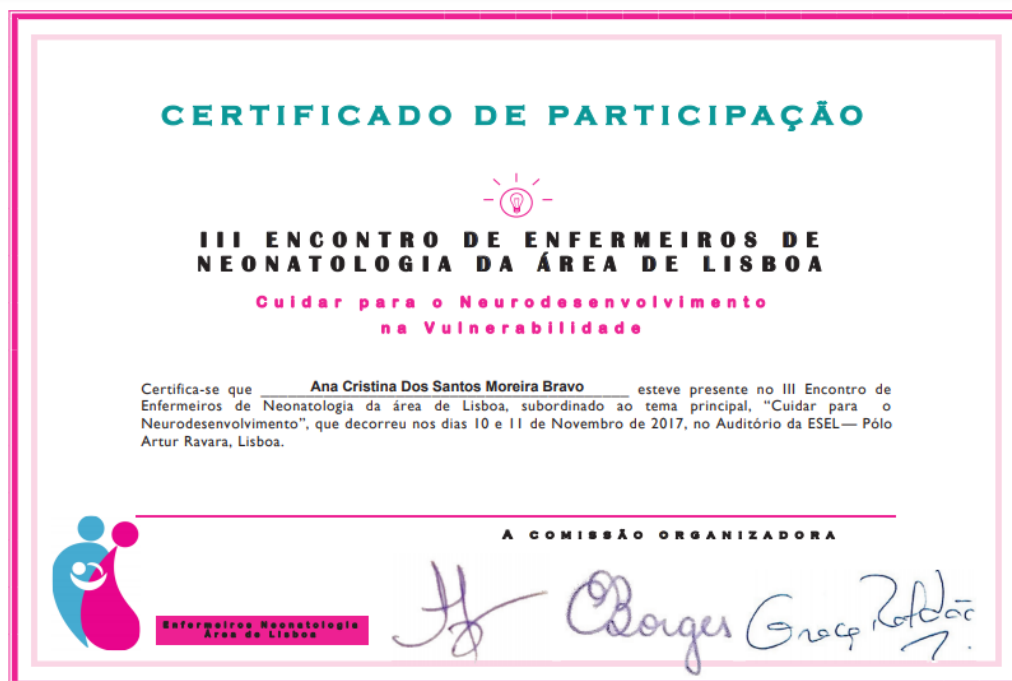 CERTIFICADO DE PARTICIPAÇÃO
III ENCONTRO DE ENFERMEIROS DE
NEONATOLOGIA DA ÁREA DE LISBOA
Cuidar para o Neurodesenvolvimento
na Vulnerabilidade
Certifica-se que Ana Cristina Dos Santos Moreira Bravo esteve presente no III Encontro de
Enfermeiros de Neonatologia da área de Lisboa, subordinado ao tema principal, “Cuidar para o
Neurodesenvolvimento”, que decorreu nos dias 10 e 11 de Novembro de 2017, no Auditório da ESEL— Pólo
Artur Ravara, Lisboa.
A COMISSÃO ORGANIZADORA
CBorges Graça
Enfermeiros Neonatologia
Área de Lisboa